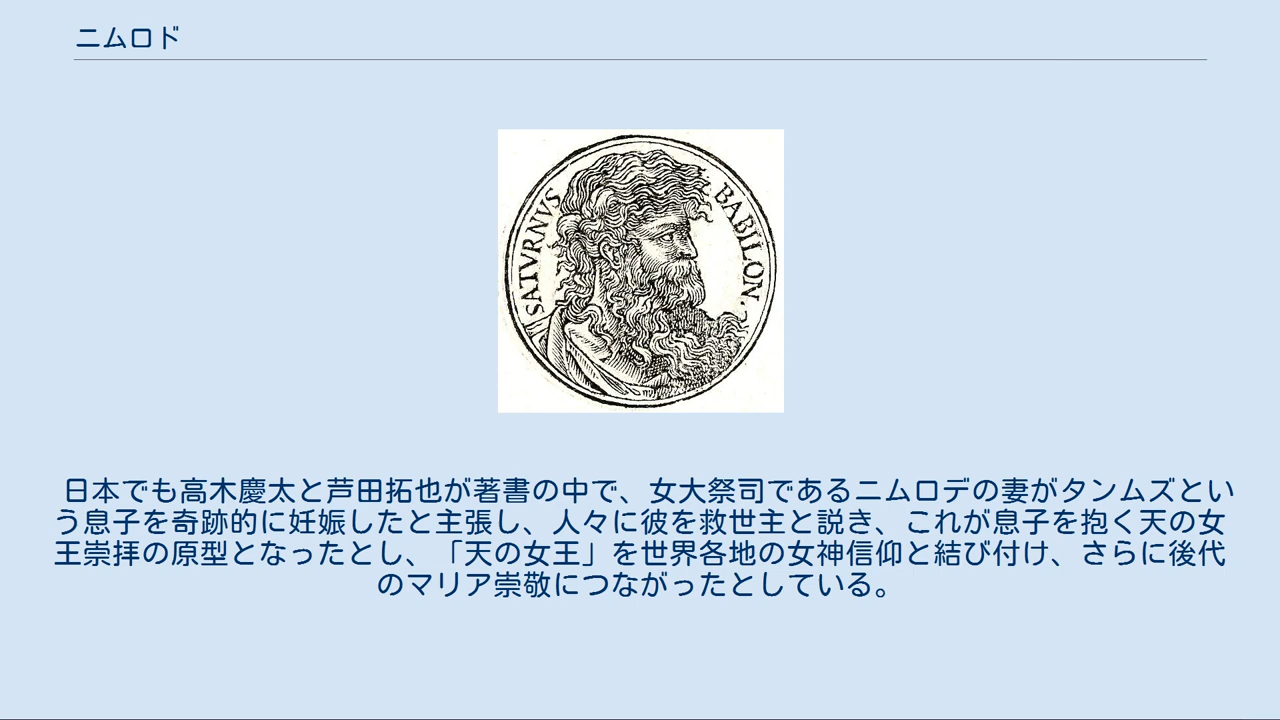 ニムロド
SATVRNVS
BABILON.
日本でも高木慶太と芦田拓也が著書の中で、女大祭司であるニムロデの妻がタンムズとい
う息子を奇跡的に妊娠したと主張し、人々に彼を救世主と説き、これが息子を抱く天の女
王崇拝の原型となったとし、「天の女王」を世界各地の女神信仰と結び付け、さらに後代
のマリア崇敬につながったとしている。